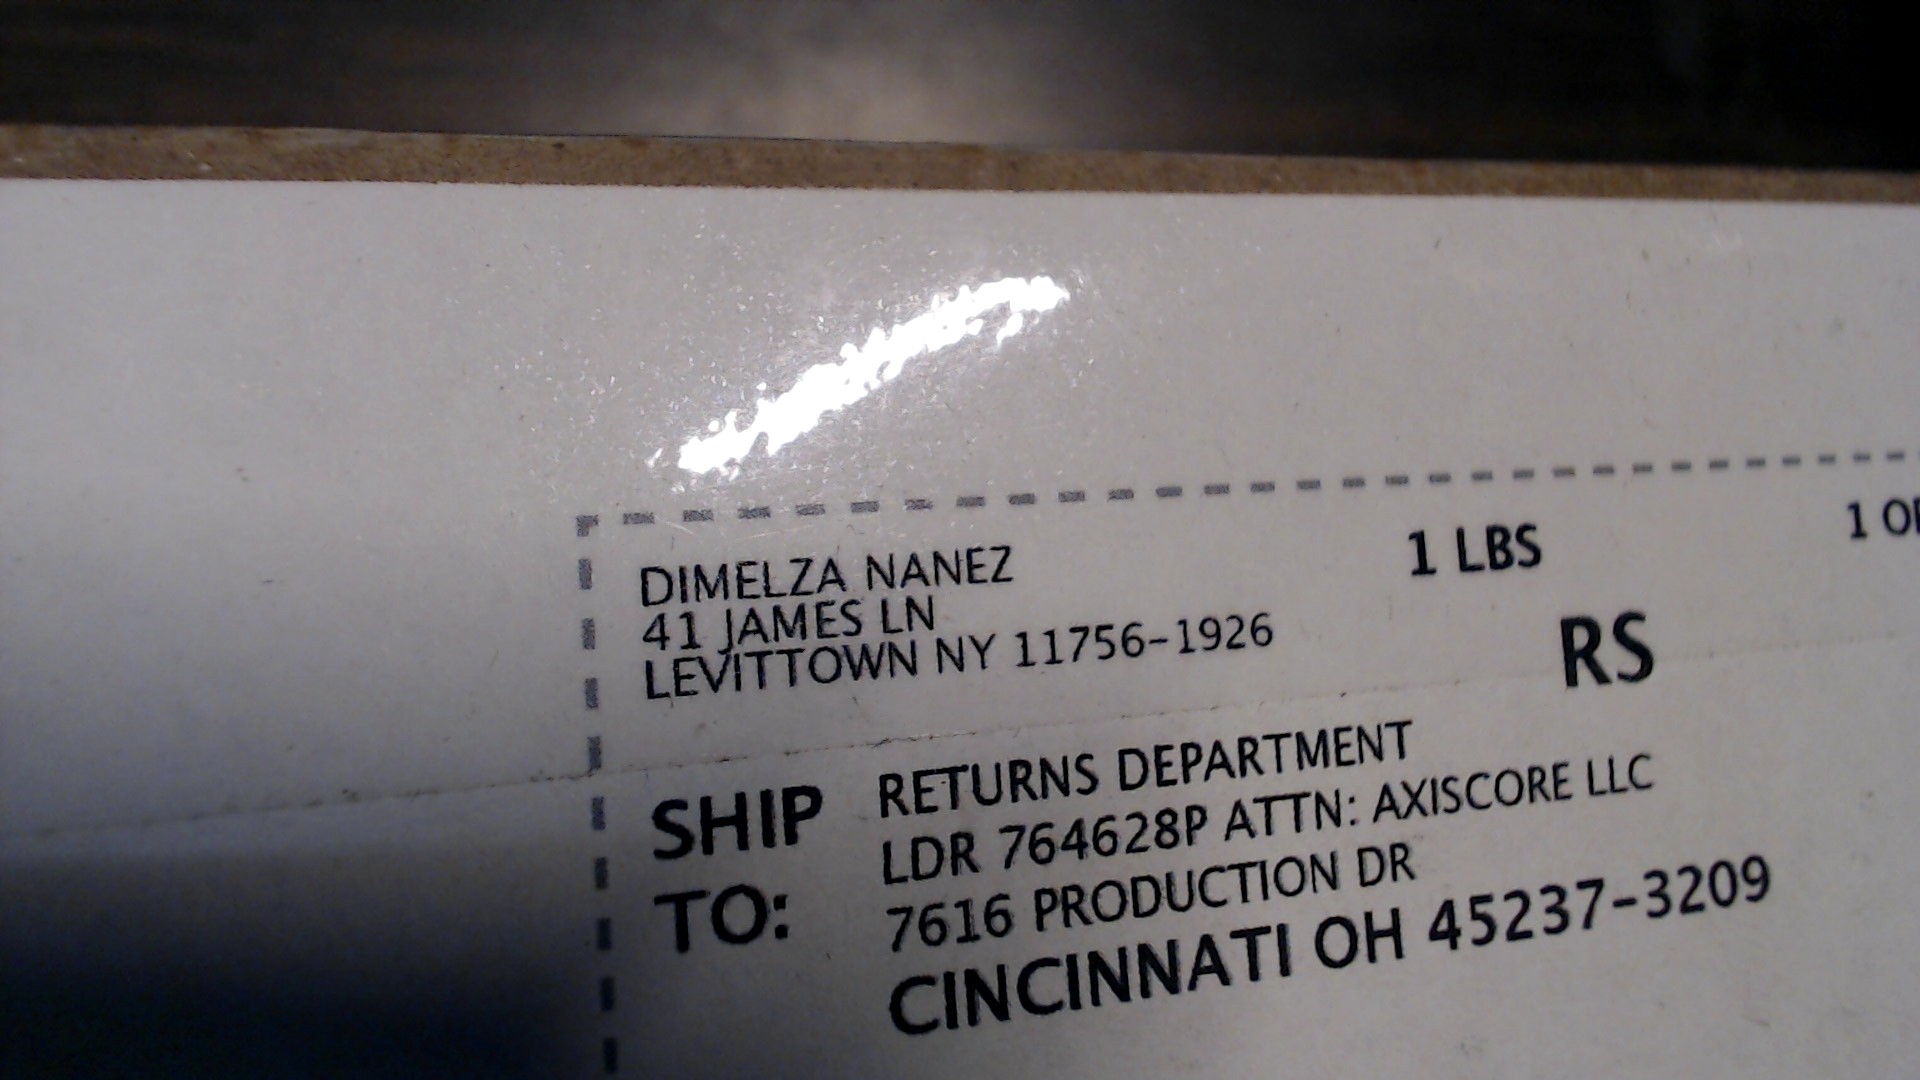 DIMELZA NANEZ
41 JAMES LN
LEVITTOWN NY 11756-1926
1 LBS
1
RS
SHIP TO:
RETURNS DEPARTMENT
LDR 764628P ATTN: AXISCORE LLC
7616 PRODUCTION DR
CINCINNATI OH 45237-3209